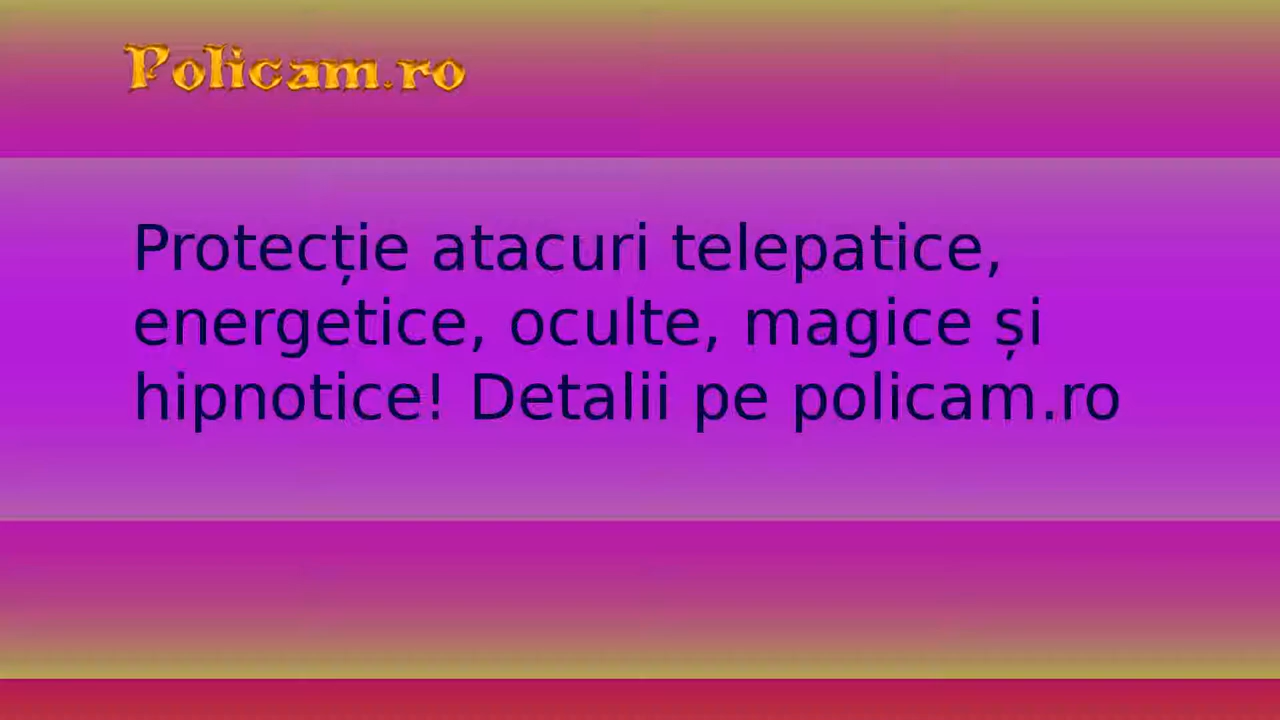 Policam.ro
Protecție atacuri telepatice,
energetice, oculte, magice și
hipnotice! Detalii pe policam.ro